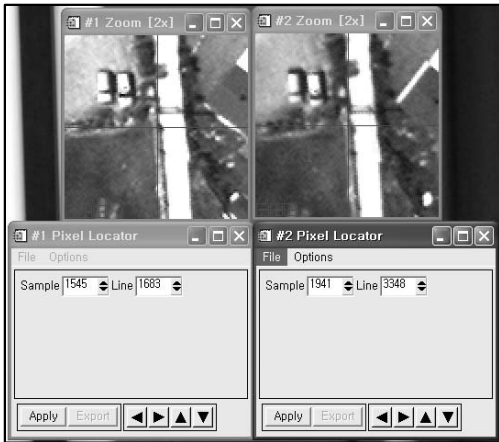 #1 Zoom [2x]
#2 Zoom [2x]
#1 Pixel Locator
File Options
Sample 1545 Line 1683
Apply Export
#2 Pixel Locator
File Options
Sample 1941 Line 3348
Apply Export